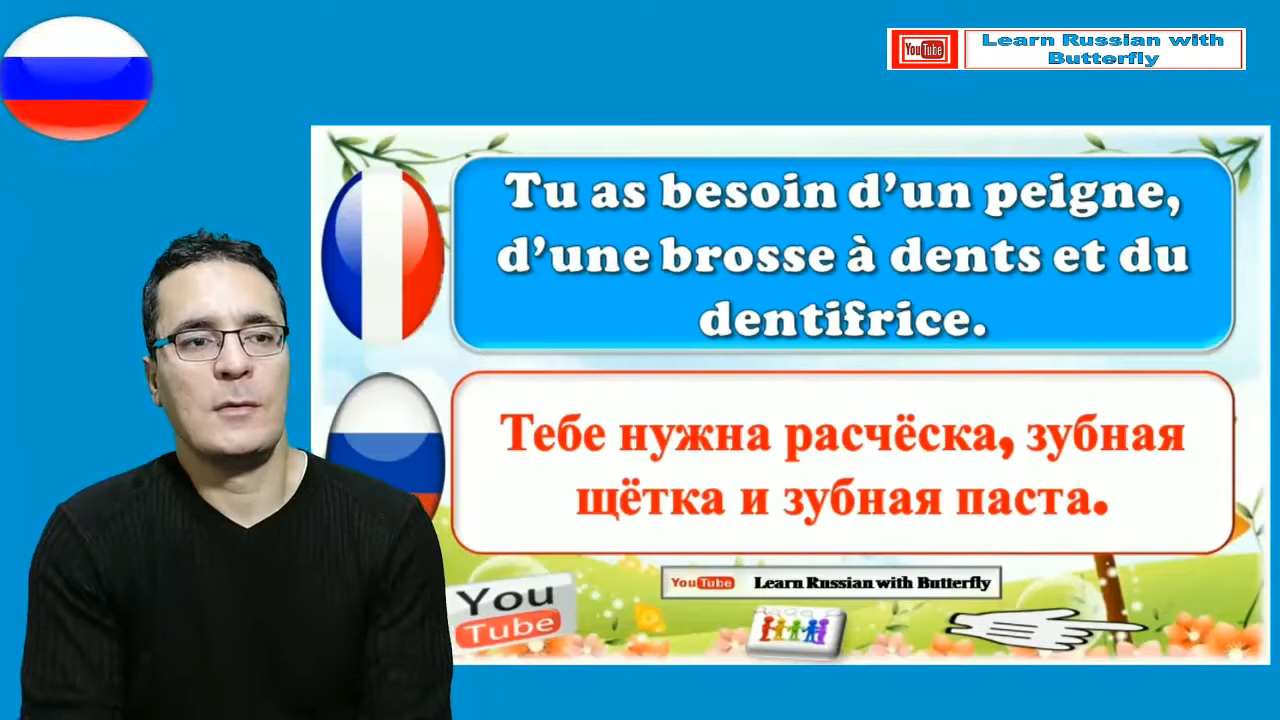 YouTube
Learn Russian with
Butterfly
Tu as besoin d’un peigne,
d’une brosse à dents et du
dentifrice.
Тебе нужна расчёска, зубная
щётка и зубная паста.
YouTube Learn Russian with Butterfly
You
Tube